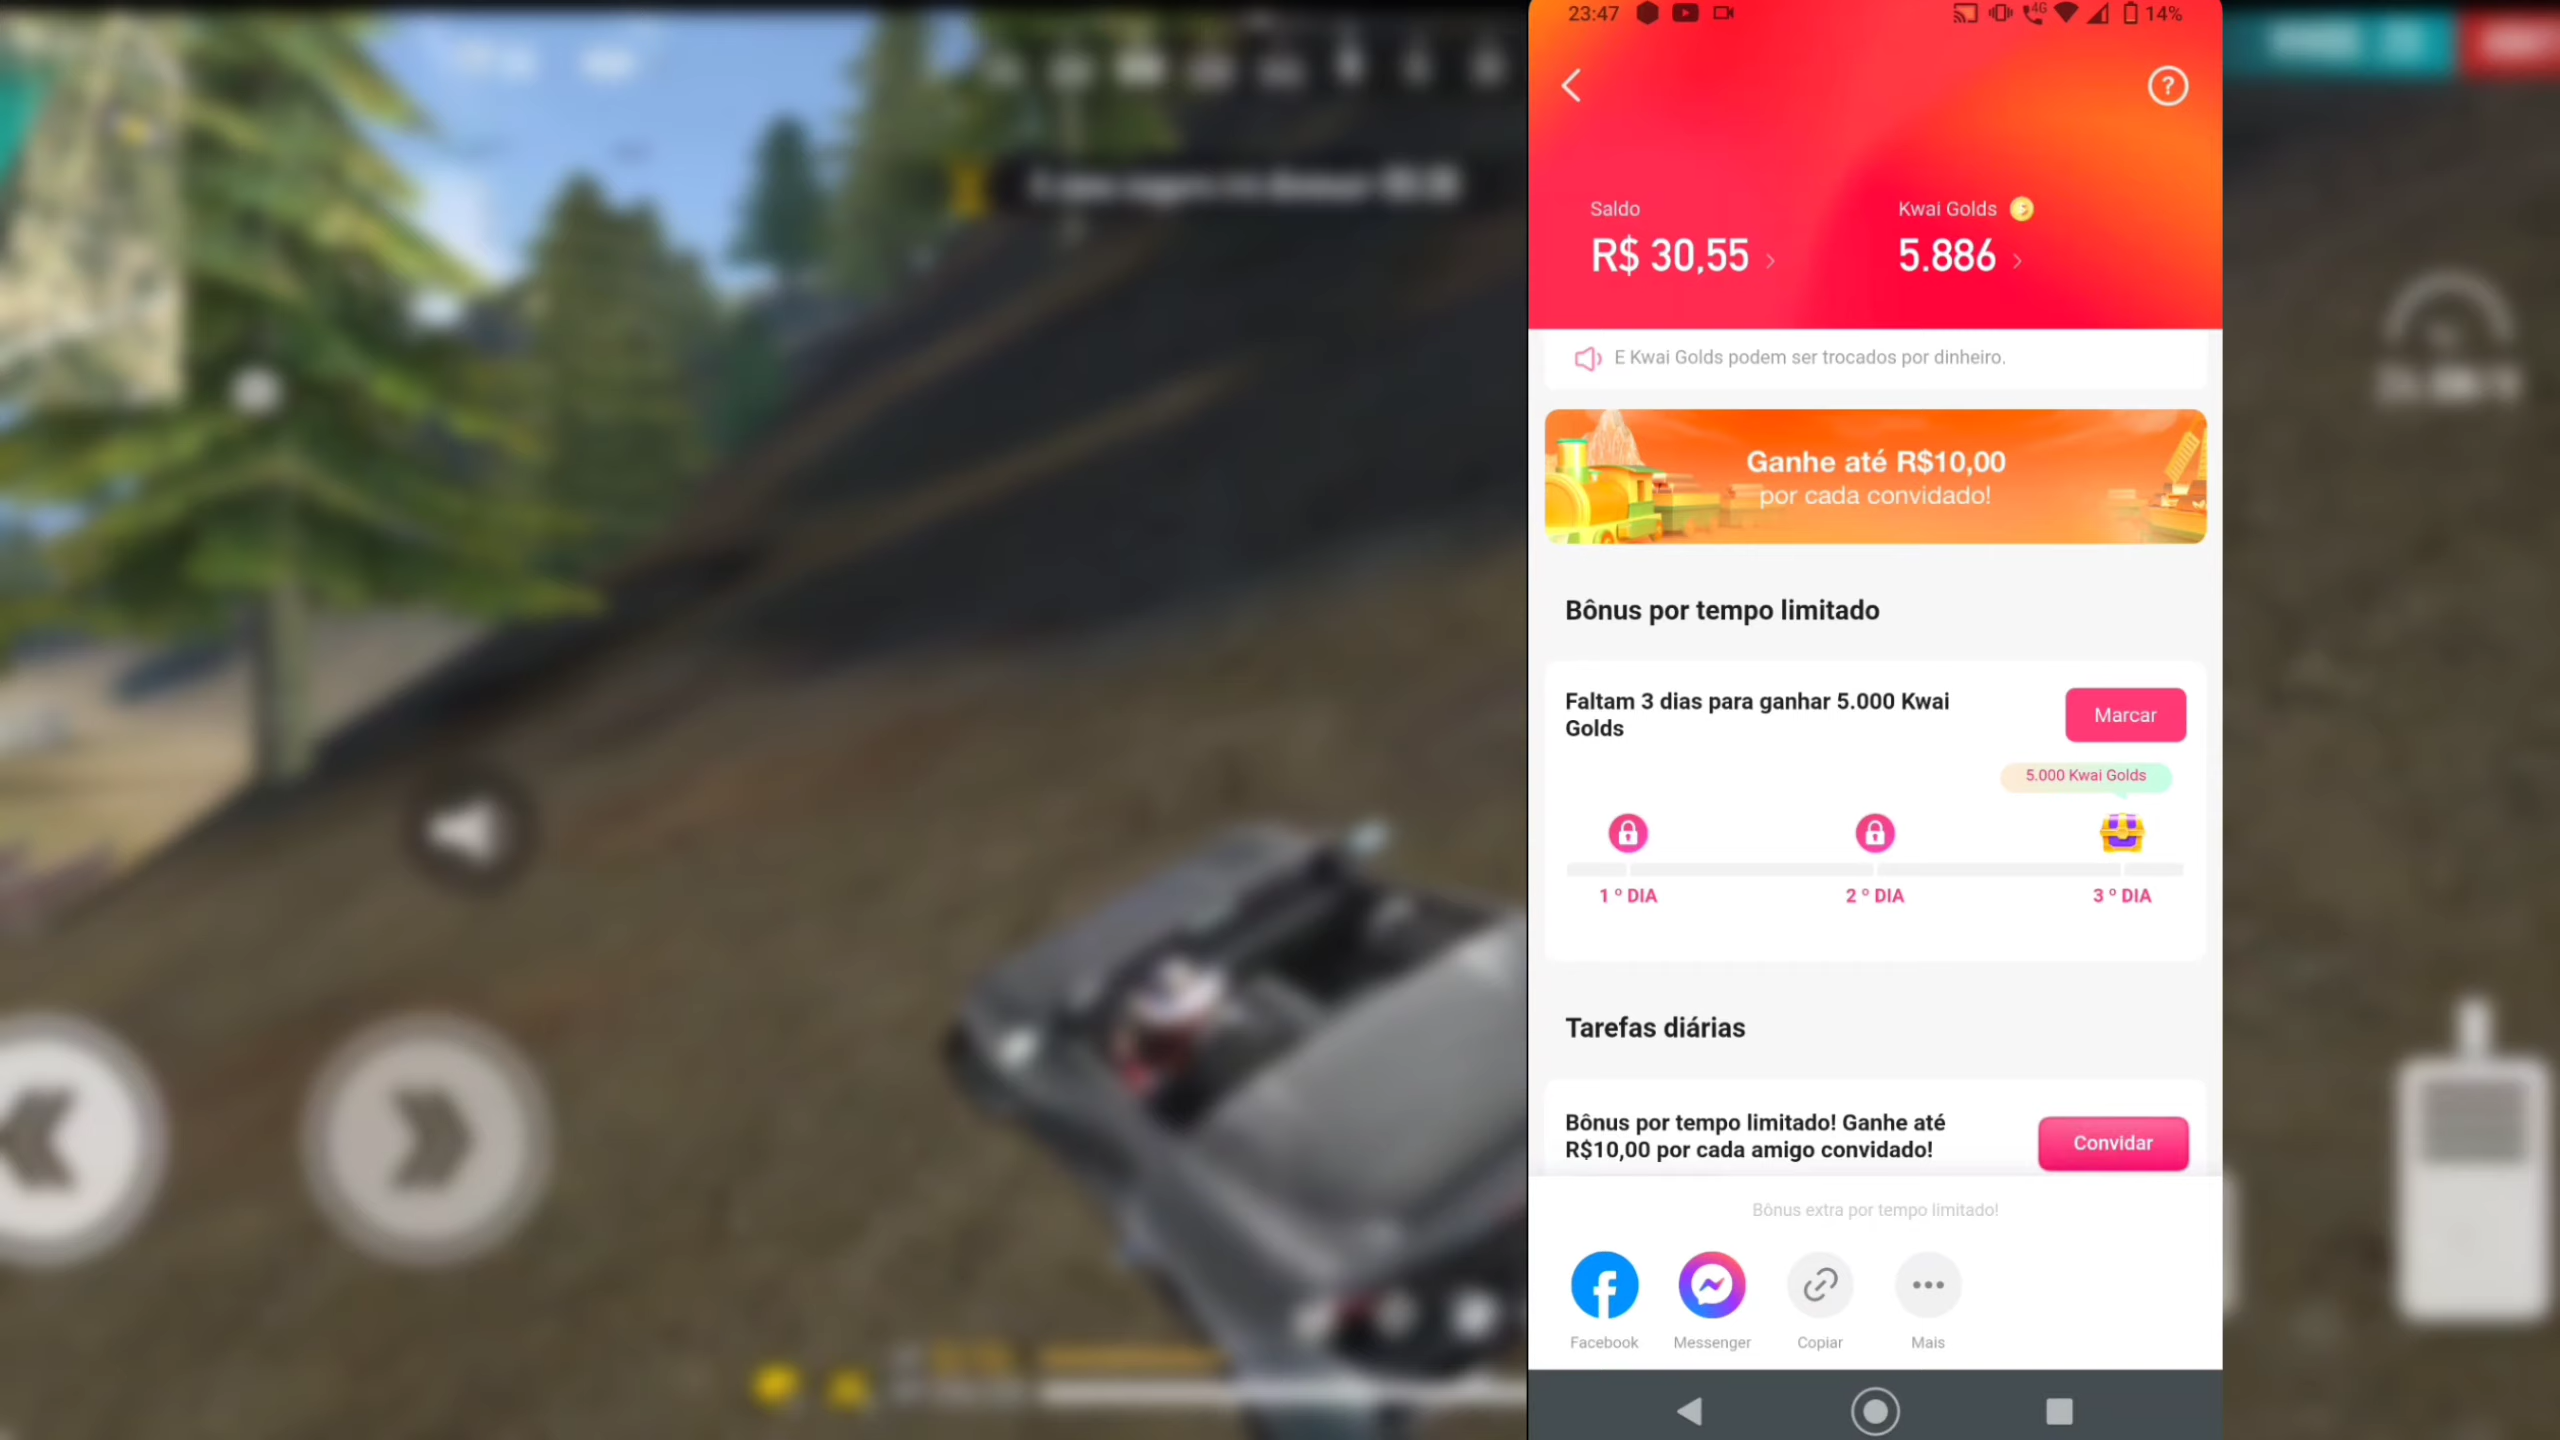 23:47
4G
14%
?
Saldo
Kwai Golds
R$ 30,55
5.886
E Kwai Golds podem ser trocados por dinheiro.
Ganhe até R$10,00
por cada convidado!
Bônus por tempo limitado
Faltam 3 dias para ganhar 5.000 Kwai
Golds
Marcar
5.000 Kwai Golds
1 º DIA
2 º DIA
3 º DIA
Tarefas diárias
Bônus por tempo limitado! Ganhe até
R$10,00 por cada amigo convidado!
Convidar
Bônus extra por tempo limitado!
Facebook
Messenger
Copiar
Mais